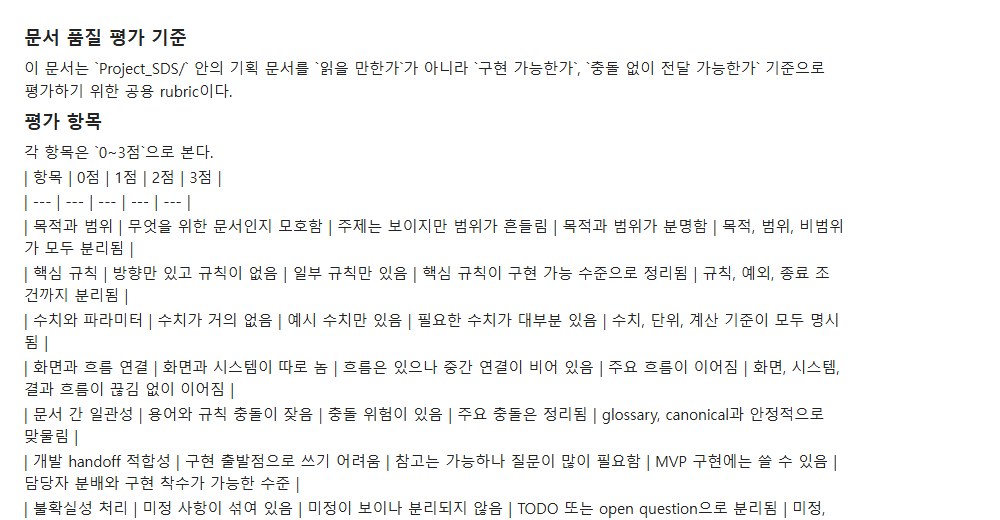 문서 품질 평가 기준
이 문서는 `Project_SDS/` 안의 기획 문서를 `읽을 만한가`가 아니라 `구현 가능한가`, `충돌 없이 전달 가능한가` 기준으로
평가하기 위한 공용 rubric이다.
평가 항목
각 항목은 `0~3점`으로 본다.
| 항목 | 0점 | 1점 | 2점 | 3점 |
| --- | --- | --- | --- | --- |
| 목적과 범위 | 무엇을 위한 문서인지 모호함 | 주제는 보이지만 범위가 흔들림 | 목적과 범위가 분명함 | 목적, 범위, 비범위
가 모두 분리됨 |
| 핵심 규칙 | 방향만 있고 규칙이 없음 | 일부 규칙만 있음 | 핵심 규칙이 구현 가능 수준으로 정리됨 | 규칙, 예외, 종료 조
건까지 분리됨 |
| 수치와 파라미터 | 수치가 거의 없음 | 예시 수치만 있음 | 필요한 수치가 대부분 있음 | 수치, 단위, 계산 기준이 모두 명시
됨 |
| 화면과 흐름 연결 | 화면과 시스템이 따로 놈 | 흐름은 있으나 중간 연결이 비어 있음 | 주요 흐름이 이어짐 | 화면, 시스템,
결과 흐름이 끊김 없이 이어짐 |
| 문서 간 일관성 | 용어와 규칙 충돌이 잦음 | 충돌 위험이 있음 | 주요 충돌은 정리됨 | glossary, canonical과 안정적으로
맞물림 |
| 개발 handoff 적합성 | 구현 출발점으로 쓰기 어려움 | 참고는 가능하나 질문이 많이 필요함 | MVP 구현에는 쓸 수 있음 |
담당자 분배와 구현 착수가 가능한 수준 |
| 불확실성 처리 | 미정 사항이 섞여 있음 | 미정이 보이나 분리되지 않음 | TODO 또는 open question으로 분리됨 | 미정,